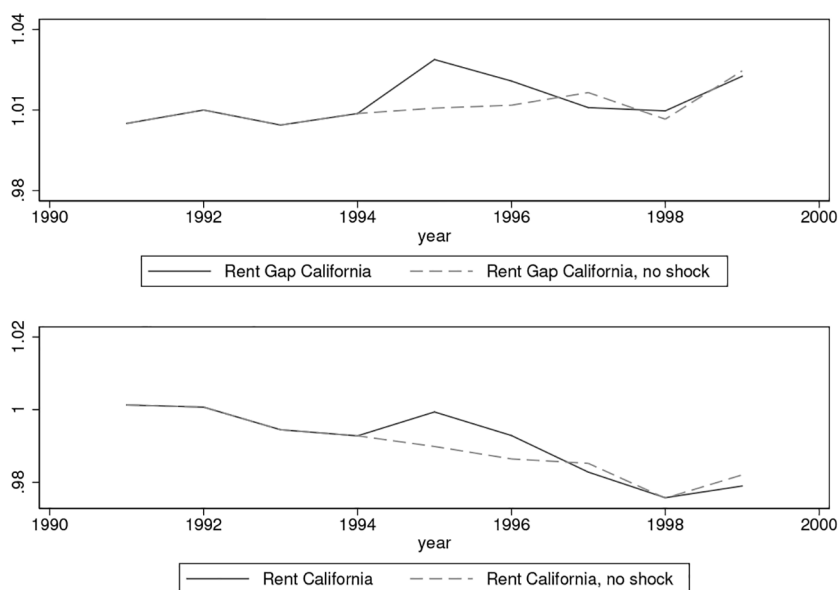 1.04
1.01
.98
1990 1992 1994 1996 1998 2000
year
Rent Gap California Rent Gap California, no shock
1.02
1
.98
1990 1992 1994 1996 1998 2000
year
Rent California Rent California, no shock